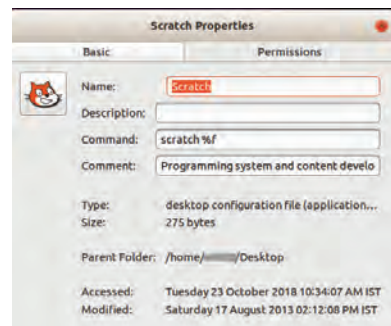 Scratch Properties
Basic Permissions
Name: Scratch
Description:
Command: scratch %f
Comment: Programming system and content develo
Type: desktop configuration file (application...
Size: 275 bytes
Parent Folder: /home/ /Desktop
Accessed: Tuesday 23 October 2018 10:34:07 AM IST
Modified: Saturday 17 August 2013 02:12:08 PM IST